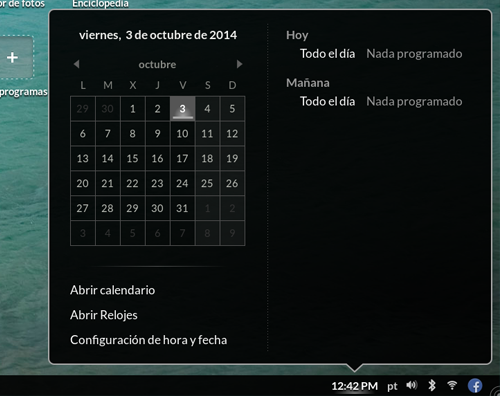 or de fotos
Enciclopedia
+
programas
viernes, 3 de octubre de 2014
octubre
L M X J V S D
29 30 1 2 3 4 5
6 7 8 9 10 11 12
13 14 15 16 17 18 19
20 21 22 23 24 25 26
27 28 29 30 31 1 2
3 4 5 6 7 8 9
Abrir calendario
Abrir Relojes
Configuración de hora y fecha
Hoy
Todo el día Nada programado
Mañana
Todo el día Nada programado
12:42 PM pt f